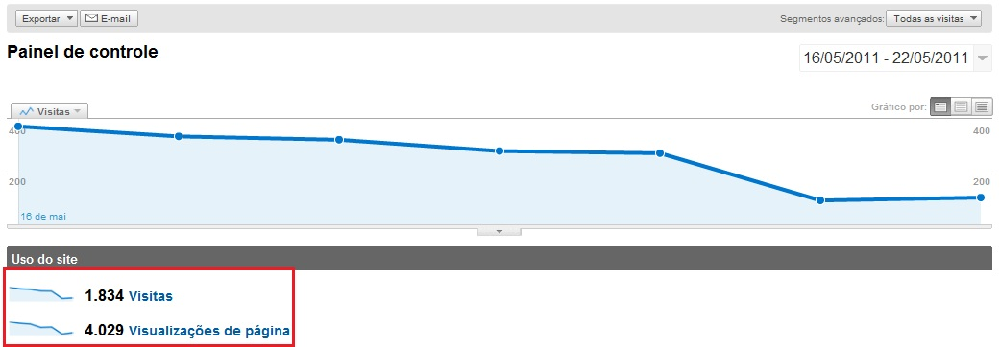 Exportar E-mail Segmentos avançados: Todas as visitas
Painel de controle
16/05/2011 - 22/05/2011
Visitas Gráfico por:
400 400
200 200
16 de mai
Uso do site
1.834 Visitas
4.029 Visualizações de página